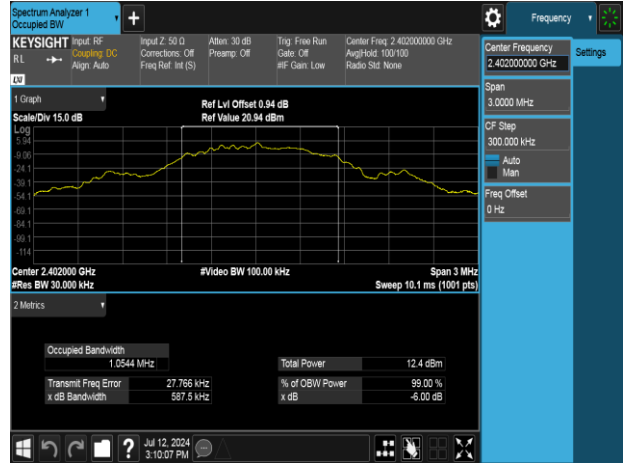 Spectrum Analyzer 1
Occupied BW
Frequency
KEYSIGHT
RL
Input: RF
Coupling: DC
Align: Auto
Input Z: 50 Ω
Corrections: Off
Freq Ref: Int (S)
Atten: 30 dB
Preamp: Off
Trig: Free Run
Gate: Off
#IF Gain: Low
Center Freq: 2.402000000 GHz
Avg|Hold: 100/100
Radio Std: None
1 Graph
Scale/Div 15.0 dB
Ref Lvl Offset 0.94 dB
Ref Value 20.94 dBm
Log
5.94
-9.06
-24.1
-39.1
-54.1
-69.1
-84.1
-99.1
-114
Center 2.402000 GHz
#Res BW 30.000 kHz
#Video BW 100.00 kHz
Span 3 MHz
Sweep 10.1 ms (1001 pts)
2 Metrics
Occupied Bandwidth
1.0544 MHz
Transmit Freq Error 27.766 kHz
x dB Bandwidth 587.5 kHz
Total Power 12.4 dBm
% of OBW Power 99.00 %
x dB -6.00 dB
Center Frequency
2.402000000 GHz
Settings
Span
3.0000 MHz
CF Step
300.000 kHz
Auto
Man
Freq Offset
0 Hz
?
Jul 12, 2024
3:10:07 PM